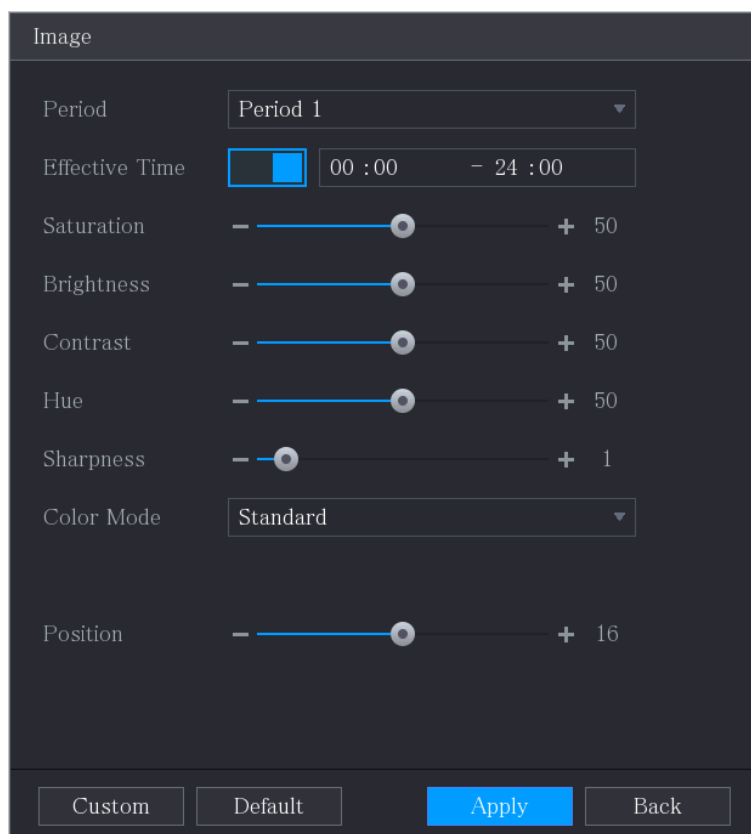 Image
Period Period 1
Effective Time 00 :00 - 24 :00
Saturation - + 50
Brightness - + 50
Contrast - + 50
Hue - + 50
Sharpness - + 1
Color Mode Standard
Position - + 16
Custom Default Apply Back